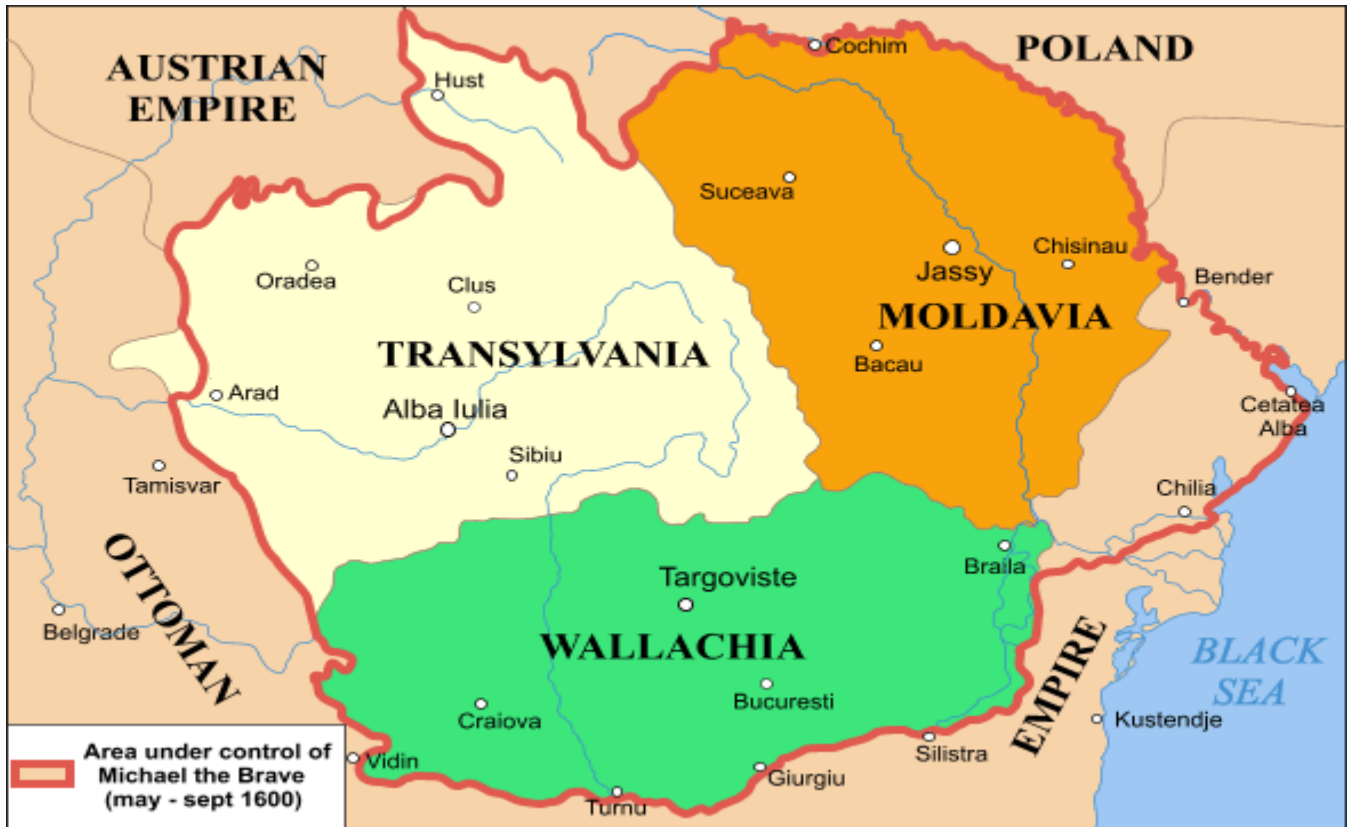 AUSTRIAN
EMPIRE
POLAND
Cochim
Hust
Suceava
Chisinau
Jassy
Bender
Oradea
Clus
MOLDAVIA
TRANSYLVANIA
Bacau
Arad
Alba Iulia
Cetatea
Alba
Sibiu
Tamisvar
Chilia
OTTOMAN
Braila
Targoviste
Belgrade
WALLACHIA
EMPIRE
BLACK
SEA
Bucuresti
Craiova
Kustendje
Silistra
Vidin
Giurgiu
Turnu
Area under control of
Michael the Brave
(may - sept 1600)